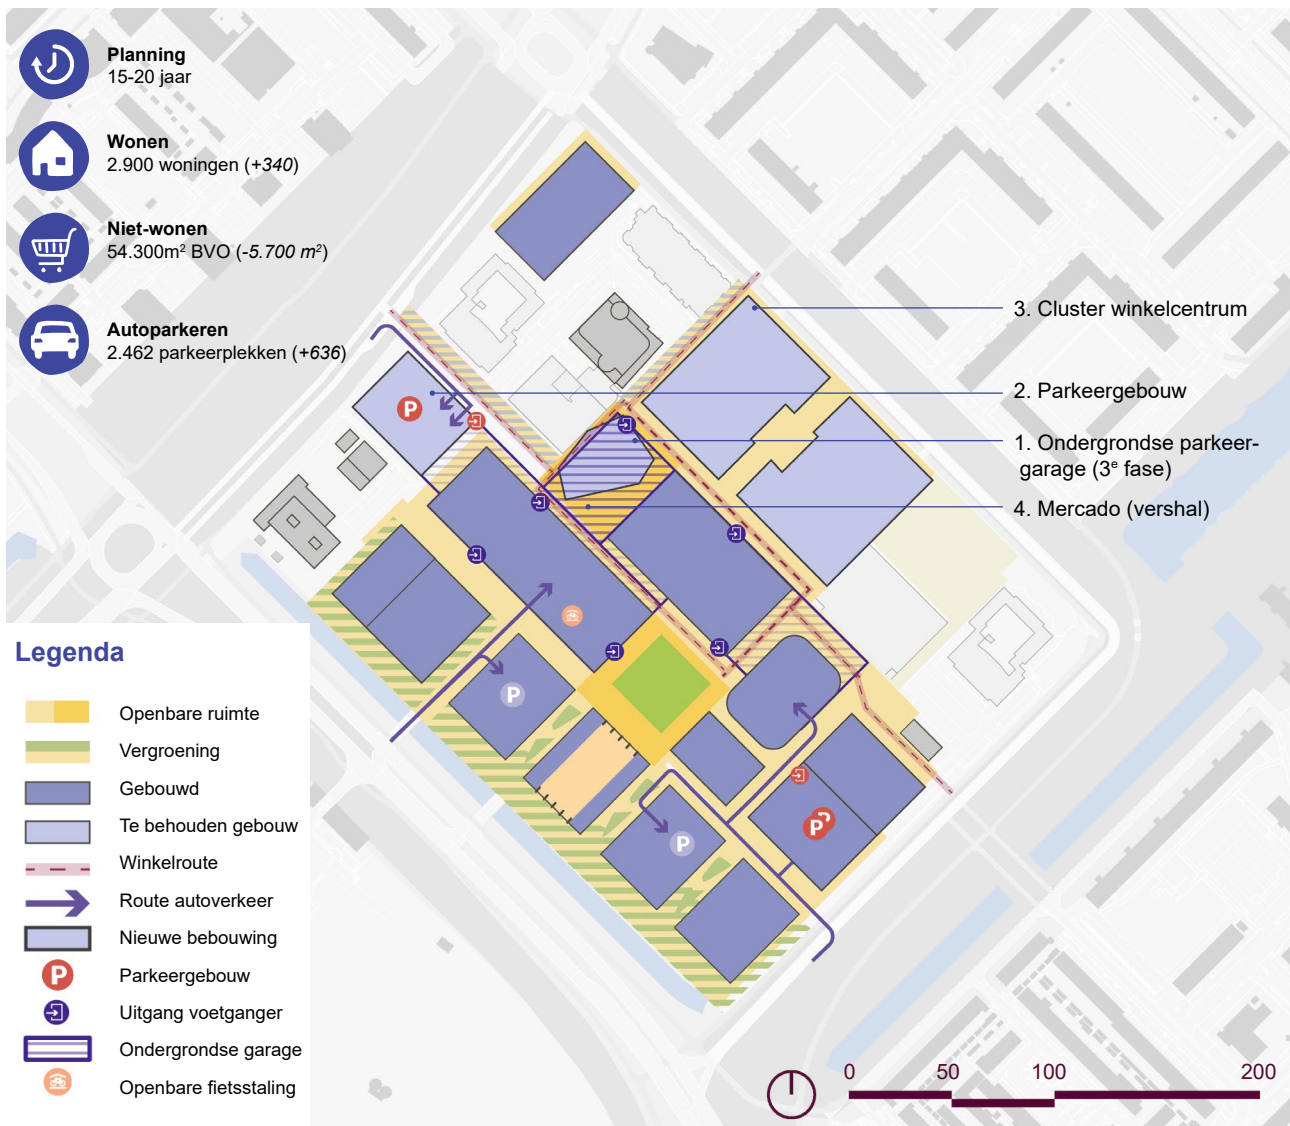 Planning
15-20 jaar
Wonen
2.900 woningen (+340)
Niet-wonen
54.300m² BVO (-5.700 m²)
Autoparkeren
2.462 parkeerplekken (+636)
3. Cluster winkelcentrum
2. Parkeergebouw
1. Ondergrondse parkeer-
garage (3e fase)
4. Mercado (vershal)
P
P
P
P
Legenda
Openbare ruimte
Vergroening
Gebouwd
Te behouden gebouw
Winkelroute
Route autoverkeer
Nieuwe bebouwing
P Parkeergebouw
Uitgang voetganger
Ondergrondse garage
Openbare fietsstaling
0 50 100 200